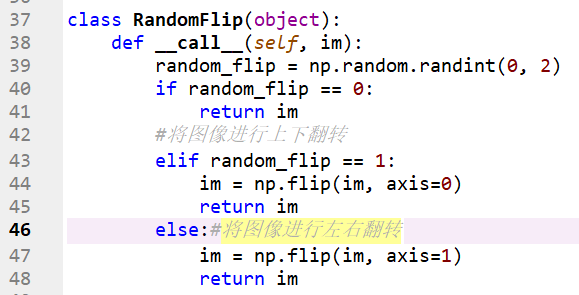 37 class RandomFlip(object):
38     def __call__(self, im):
39         random_flip = np.random.randint(0, 2)
40         if random_flip == 0:
41             return im
42         #将图像进行上下翻转
43         elif random_flip == 1:
44             im = np.flip(im, axis=0)
45             return im
46         else:#将图像进行左右翻转
47             im = np.flip(im, axis=1)
48             return im